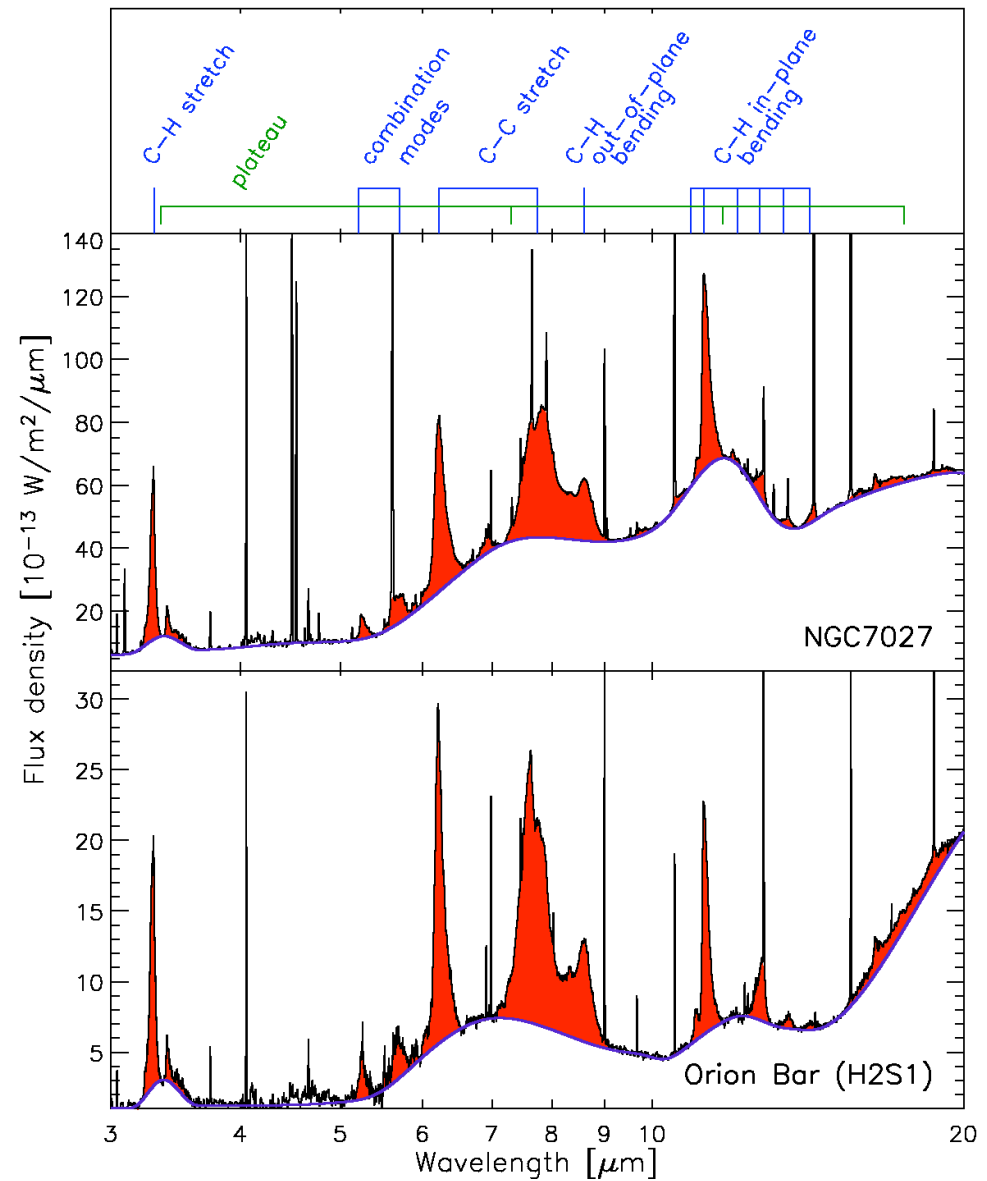 C-H stretch
plateau
combination
modes
C-C stretch
C-H
out-of-plane
bending
C-H in-plane
bending
140
120
100
80
60
40
20
NGC7027
Flux density [10⁻¹³ W/m²/μm]
30
25
20
15
10
5
Orion Bar (H2S1)
3 4 5 6 7 8 9 10 20
Wavelength [μm]